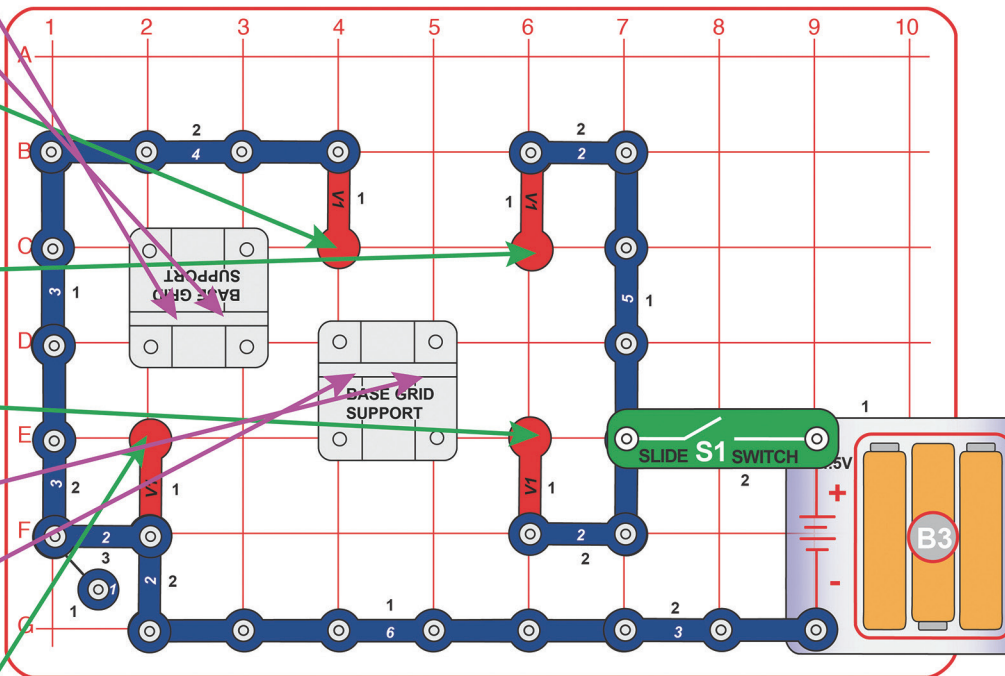 1 2 3 4 5 6 7 8 9 10
A
2 2
B 4 2
V1 1 1 V1
C
BASE GRID
SUPPORT
3 1 5 1
D
BASE GRID
SUPPORT
1
E SLIDE S1 SWITCH
.5V
3 2 V1 1 V1 1 2
+
F 2 2 B3
3 2
1 1 2 2 -
1 2
G 6 3